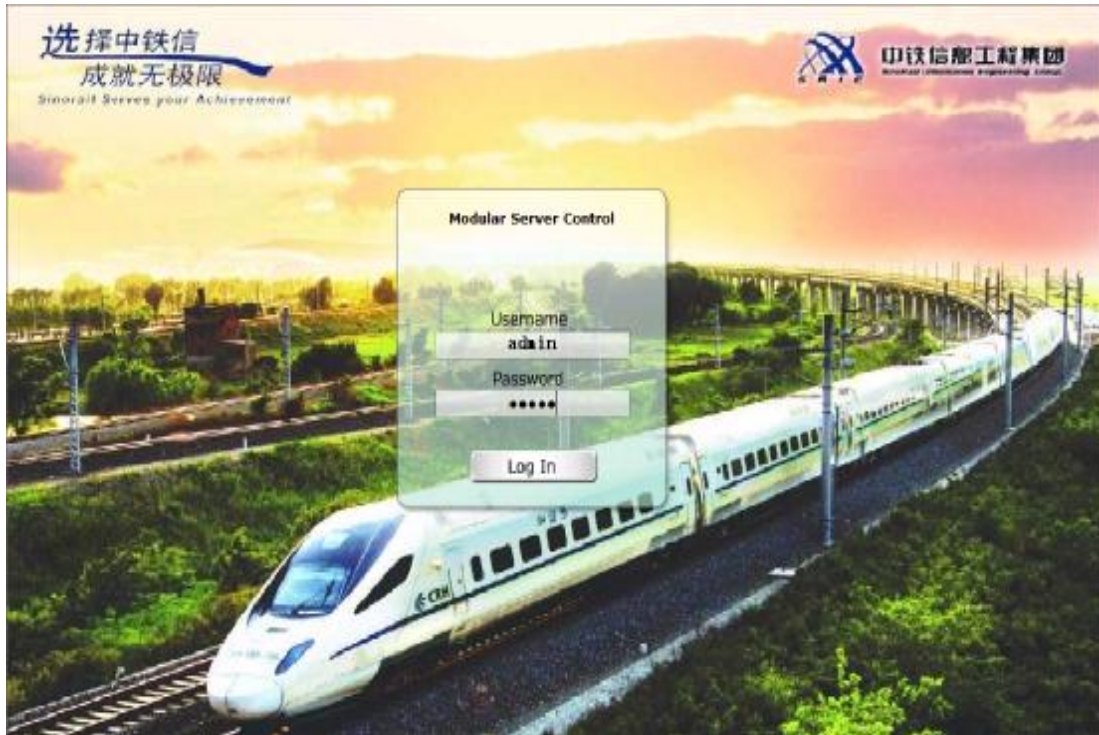 选择中铁信
成就无极限
Sinorail Serves your Achievement
中铁信息工程集团
Modular Server Control
Username
admin
Password
•••••
Log In
CRH